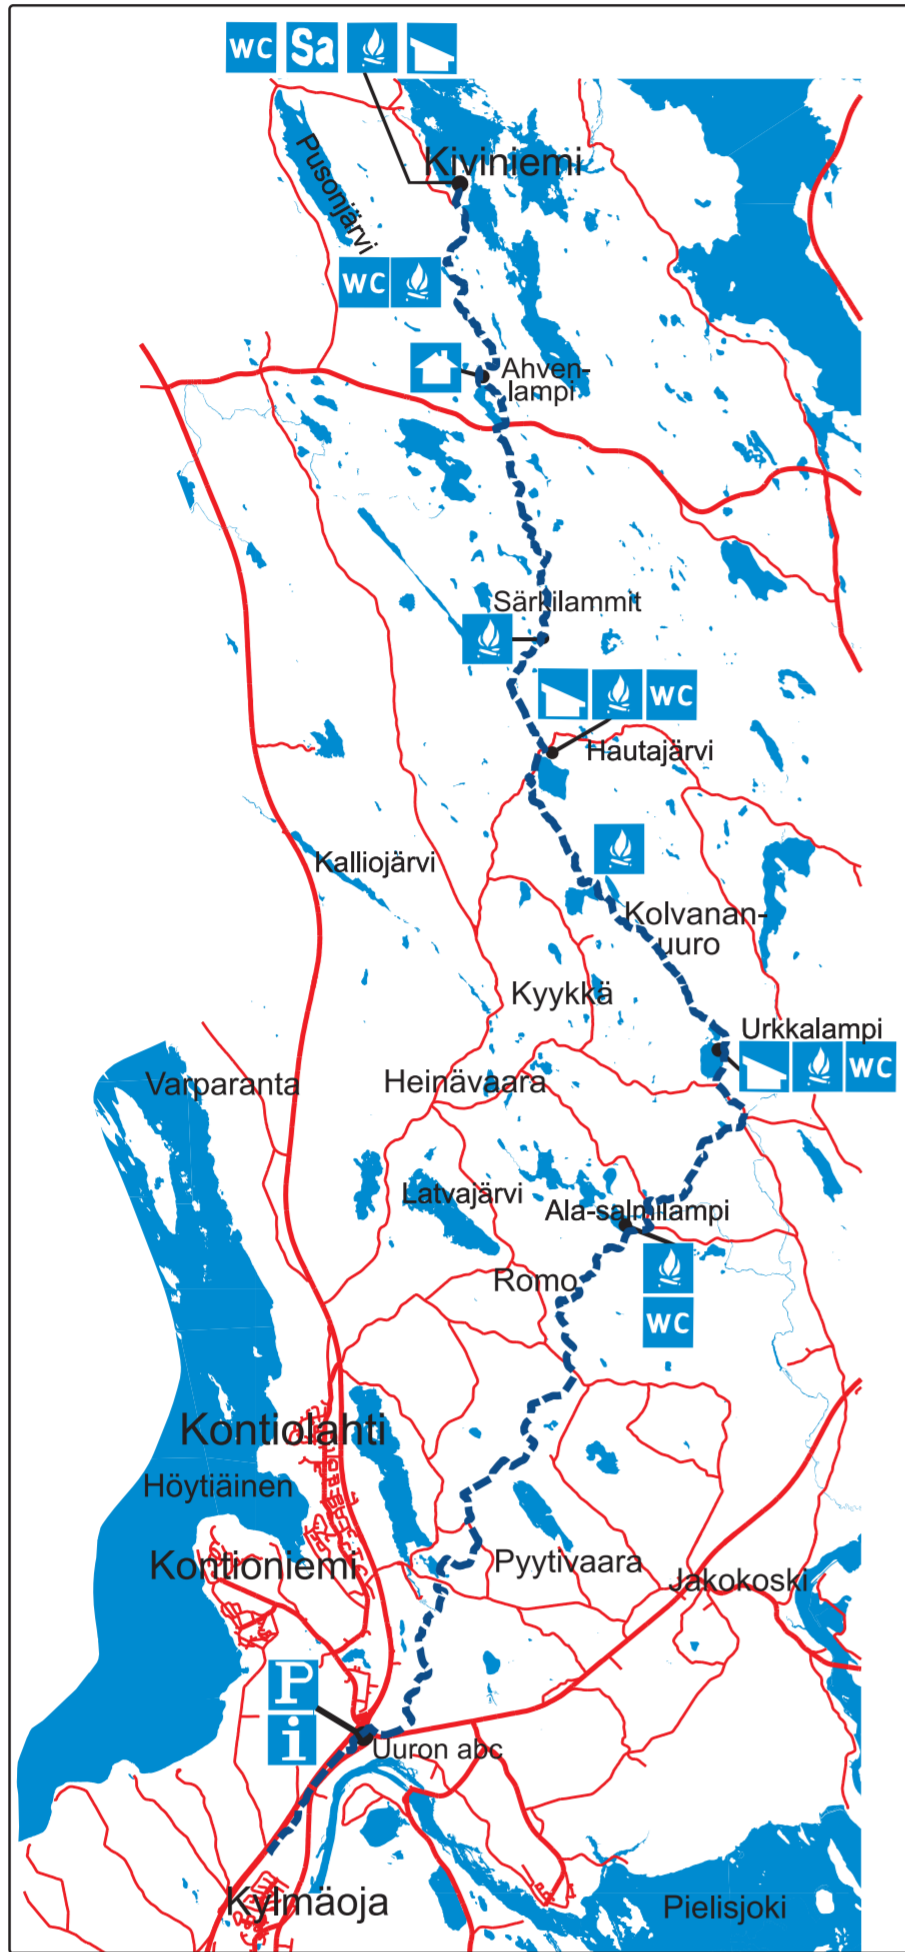 WC Sa
Kiviniemi
Pusonjärvi
WC
Ahven-
lampi
Särkilammit
WC
Hautajärvi
Kalliojärvi
Kolvanan-
uuro
Kyykkä
Urkkalampi
WC
Varparanta
Heinävaara
Latvajärvi
Ala-salmilampi
Romo
WC
Kontiolahti
Höytiäinen
Kontioniemi
Pyytivaara
Jakokoski
P
i
Uuron abc
Kylmäoja
Pielisjoki